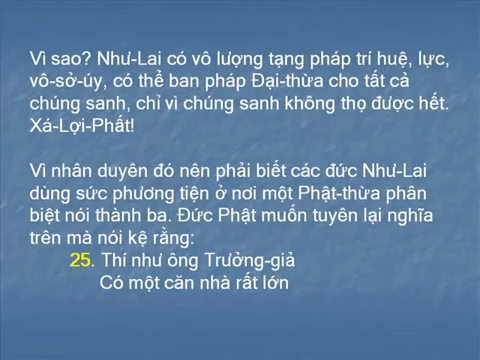 Vì sao? Như-Lai có vô lượng tạng pháp trí huệ, lực,
vô-sở-úy, có thể ban pháp Đại-thừa cho tất cả
chúng sanh, chỉ vì chúng sanh không thọ được hết.
Xá-Lợi-Phất!
Vì nhân duyên đó nên phải biết các đức Như-Lai
dùng sức phương tiện ở nơi một Phật-thừa phân
biệt nói thành ba. Đức Phật muốn tuyên lại nghĩa
trên mà nói kệ rằng:
25. Thí như ông Trưởng-giả
Có một căn nhà rất lớn